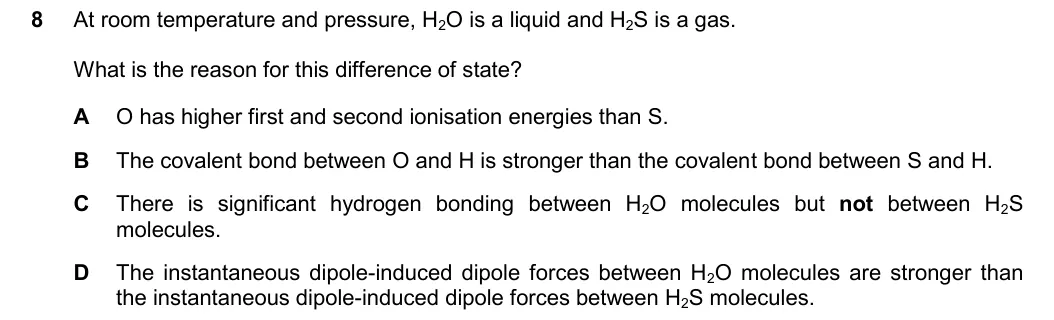 8 At room temperature and pressure, H₂O is a liquid and H₂S is a gas.
What is the reason for this difference of state?
A O has higher first and second ionisation energies than S.
B The covalent bond between O and H is stronger than the covalent bond between S and H.
C There is significant hydrogen bonding between H₂O molecules but not between H₂S
molecules.
D The instantaneous dipole-induced dipole forces between H₂O molecules are stronger than
the instantaneous dipole-induced dipole forces between H₂S molecules.